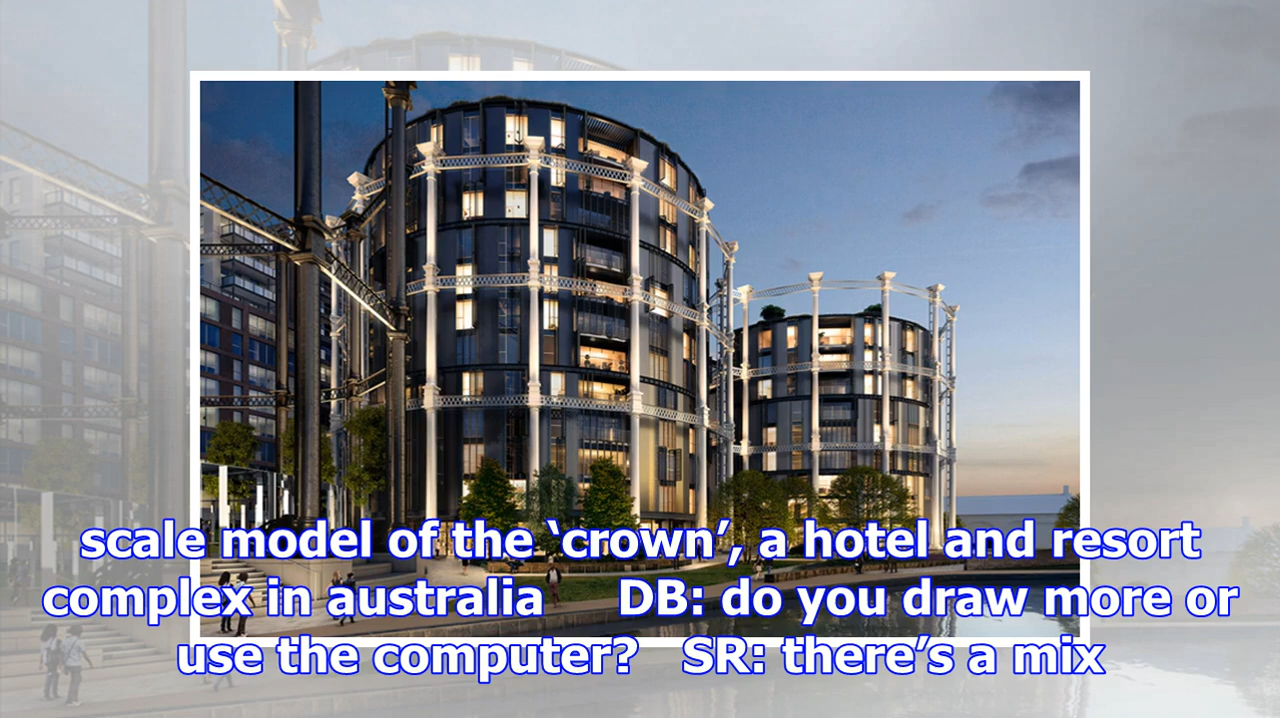 scale model of the ‘crown’, a hotel and resort
complex in australia DB: do you draw more or
use the computer? SR: there’s a mix